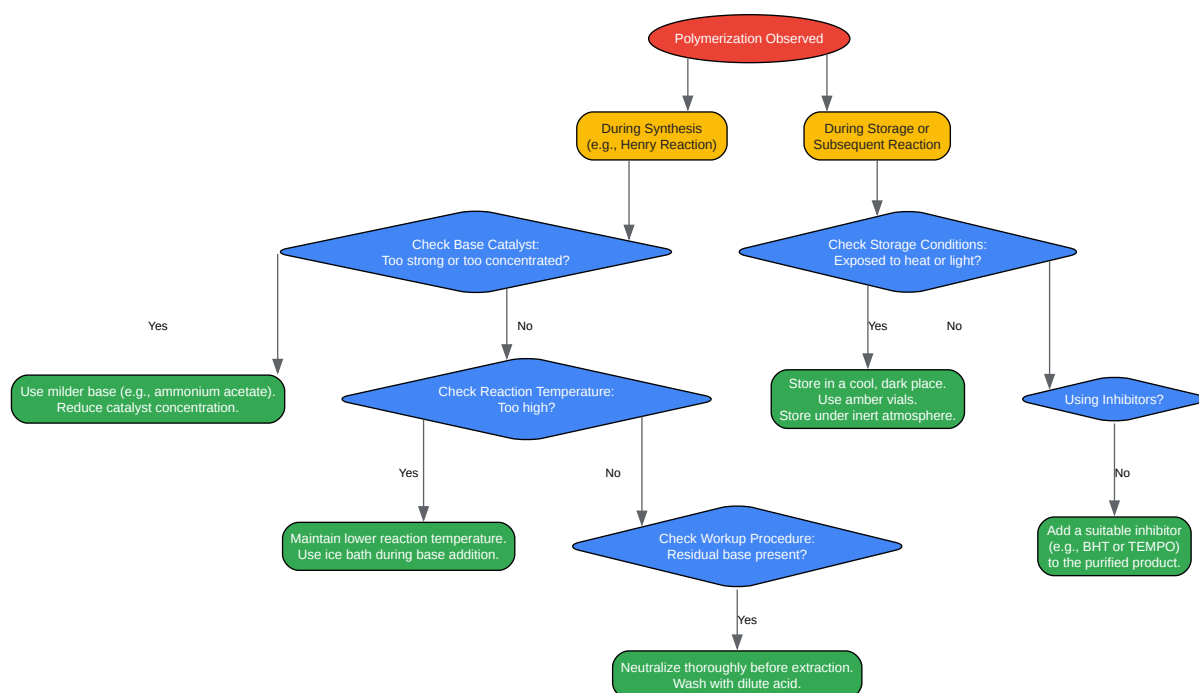 Polymerization Observed
During Synthesis
(e.g., Henry Reaction)
During Storage or
Subsequent Reaction
Check Base Catalyst:
Too strong or too concentrated?
Check Storage Conditions:
Exposed to heat or light?
Yes
No
Yes
No
Use milder base (e.g., ammonium acetate).
Reduce catalyst concentration.
Check Reaction Temperature:
Too high?
Store in a cool, dark place.
Use amber vials.
Store under inert atmosphere.
Using Inhibitors?
Yes
No
No
Maintain lower reaction temperature.
Use ice bath during base addition.
Check Workup Procedure:
Residual base present?
Add a suitable inhibitor
(e.g., BHT or TEMPO)
to the purified product.
Yes
Neutralize thoroughly before extraction.
Wash with dilute acid.